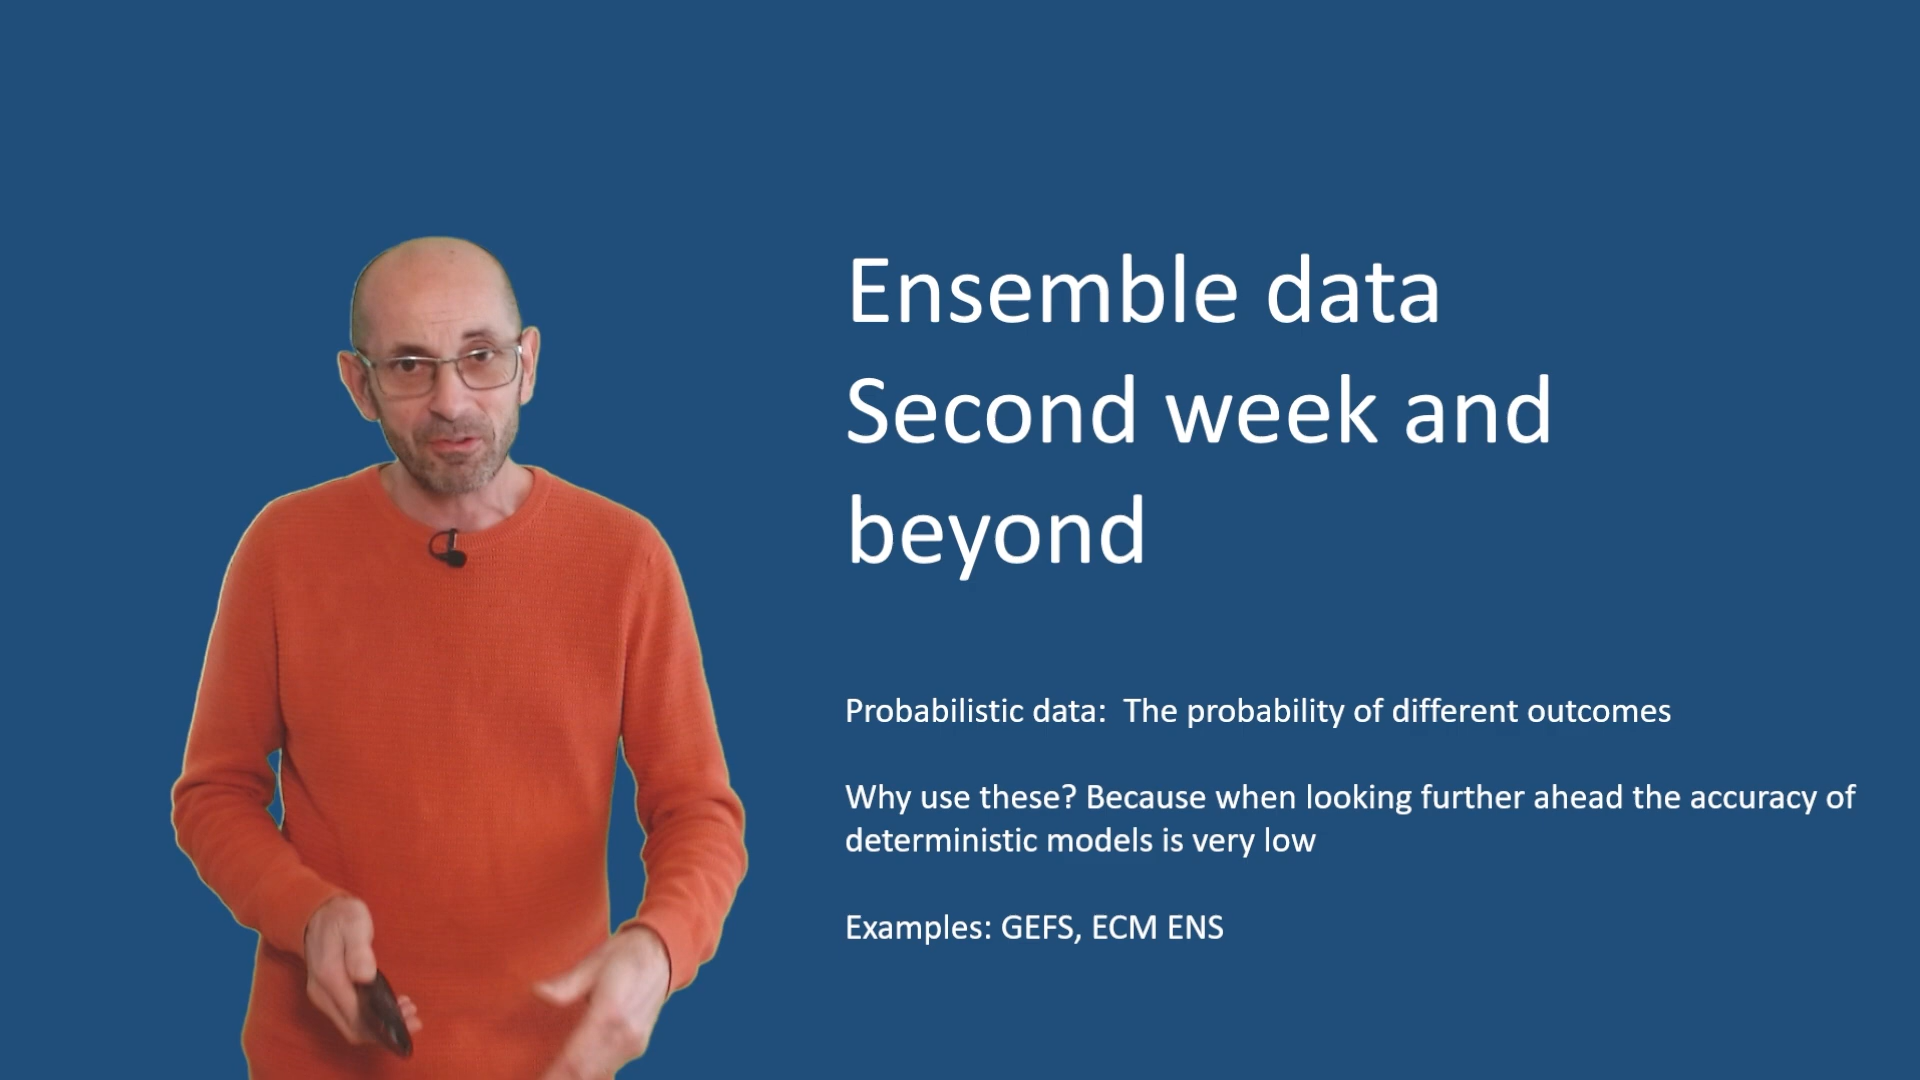 Ensemble data
Second week and
beyond
Probabilistic data:  The probability of different outcomes
Why use these? Because when looking further ahead the accuracy of
deterministic models is very low
Examples: GEFS, ECM ENS